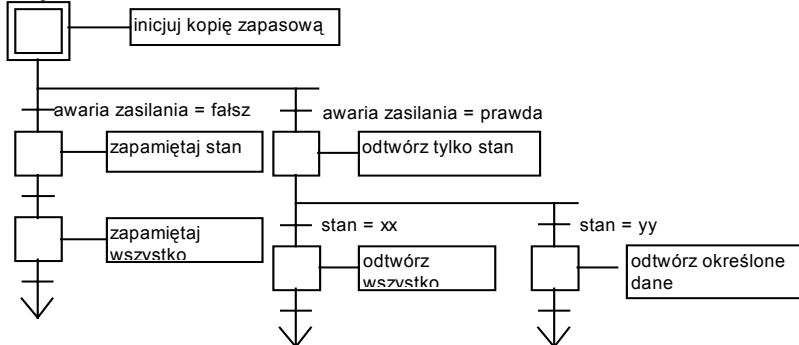 inicjuj kopię zapasową
awaria zasilania = fałsz
awaria zasilania = prawda
zapamiętaj stan
odtwórz tylko stan
stan = xx
stan = yy
zapamiętaj
wszystko
odtwórz
wszystko
odtwórz określone
dane